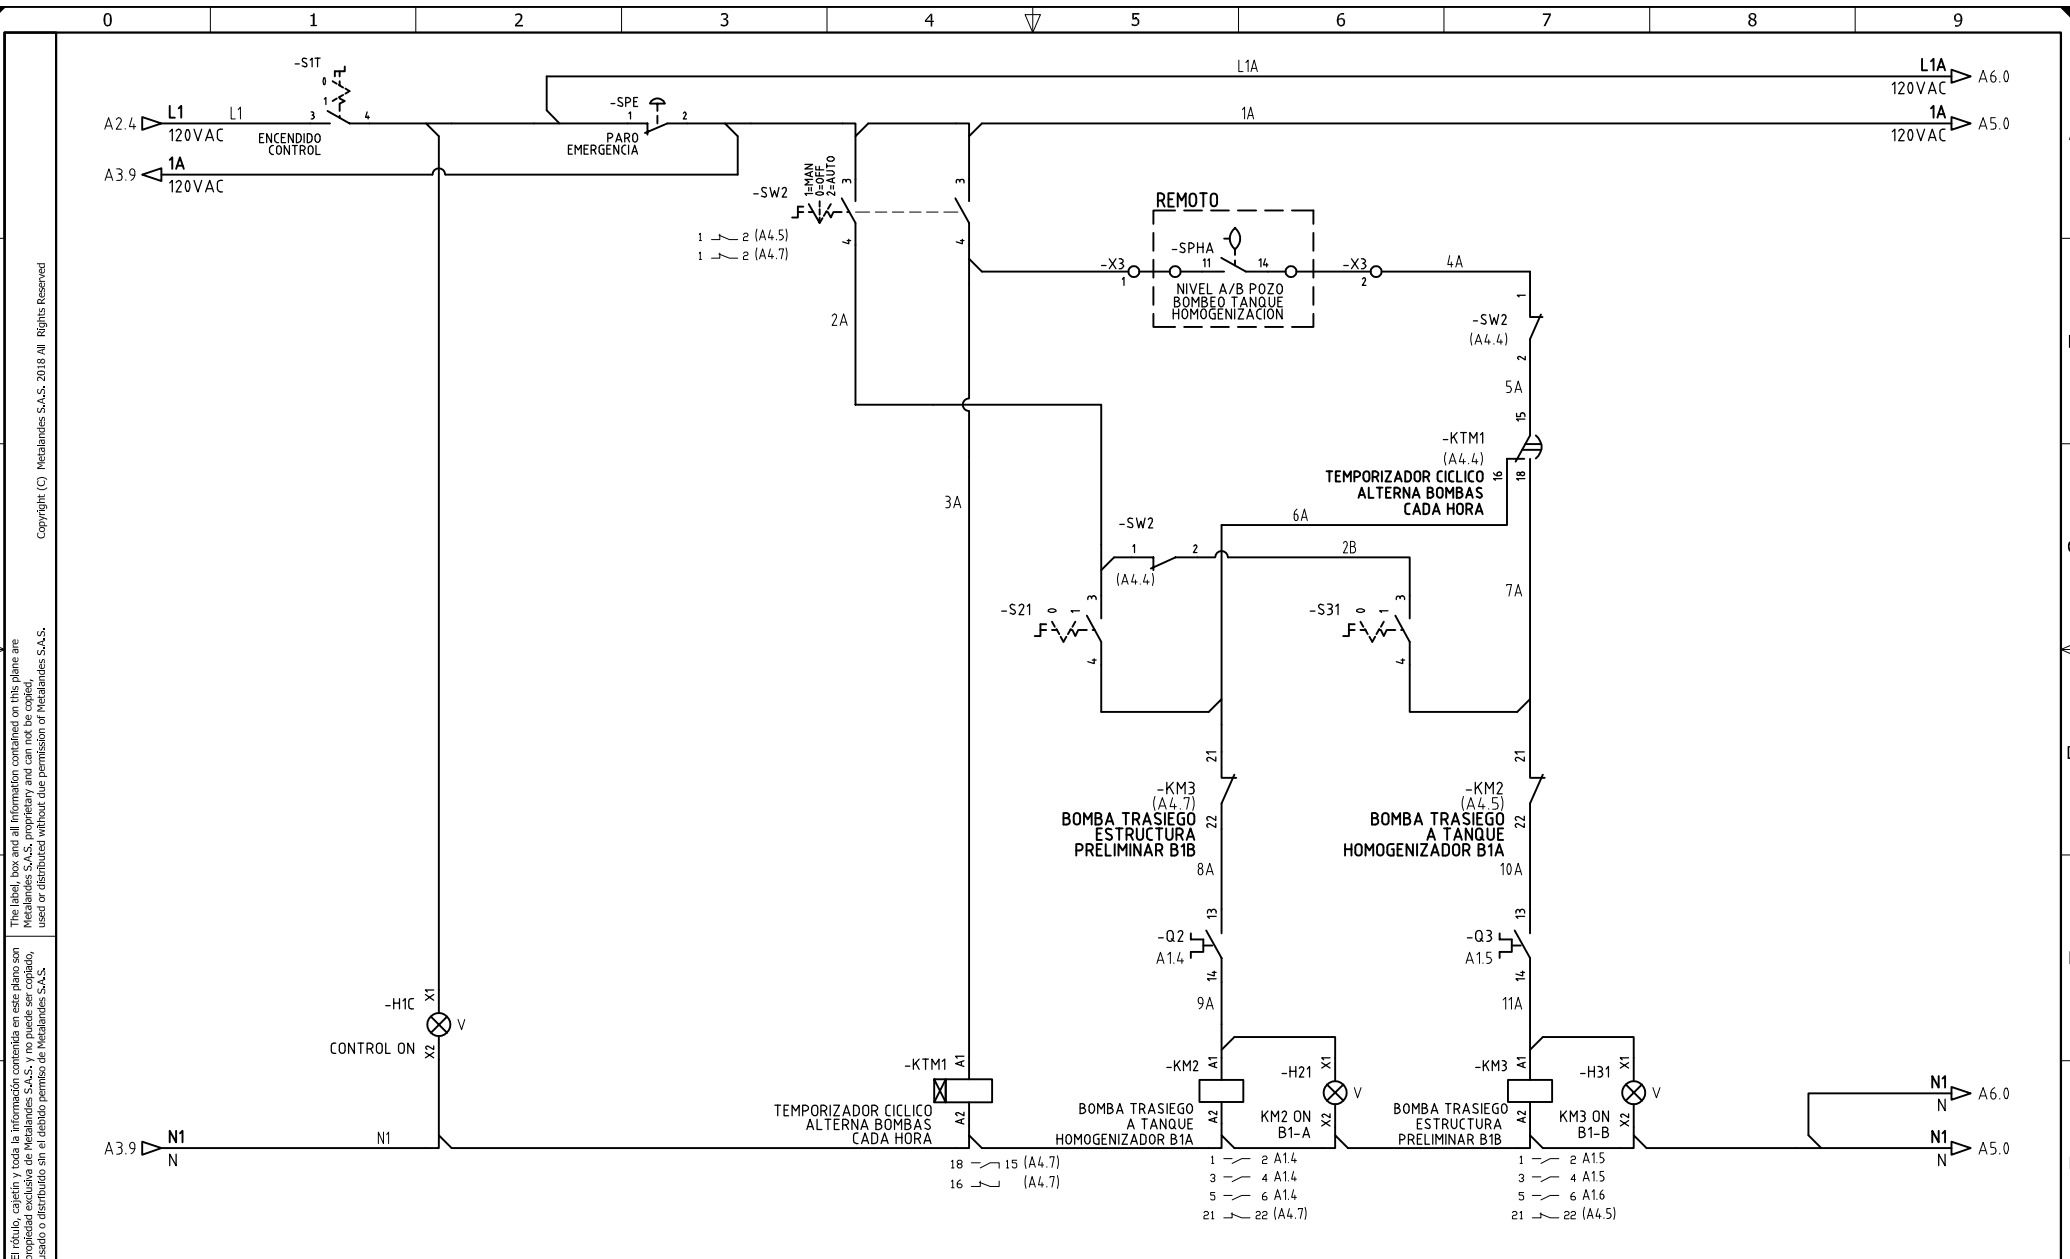 0 1 2 3 4 5 6 7 8 9
-S1T
0
1
A2.4 L1 L1 3 4
120VAC
ENCENDIDO
CONTROL
-SPE
1 2
PARO
EMERGENCIA
L1A
L1A A6.0
120VAC
1A
1A A5.0
120VAC
A3.9 1A
120VAC
-SW2
1=MAN
0=OFF
2=AUTO
3
4
3
4
1 2 (A4.5)
1 2 (A4.7)
REMOTO
-SPHA
-X3
1
11 14
-X3
2
4A
NIVEL A/B POZO
BOMBEO TANQUE
HOMOGENIZACION
2A
1
-SW2
(A4.4)
2
5A
15
-KTM1
(A4.4)
TEMPORIZADOR CICLICO
ALTERNA BOMBAS
CADA HORA
16
18
3A
6A
-SW2
1 2
(A4.4)
2B
7A
-S21
0
1
3
4
-S31
0
1
3
4
21
-KM3
(A4.7)
BOMBA TRASIEGO
ESTRUCTURA
PRELIMINAR B1B
22
8A
21
-KM2
(A4.5)
BOMBA TRASIEGO
A TANQUE
HOMOGENIZADOR B1A
22
10A
13
-Q2
A1.4
14
9A
13
-Q3
A1.5
14
11A
-H1C
X1
V
X2
CONTROL ON
-KTM1
A1
A2
TEMPORIZADOR CICLICO
ALTERNA BOMBAS
CADA HORA
-KM2
A1
A2
BOMBA TRASIEGO
A TANQUE
HOMOGENIZADOR B1A
-H21
X1
V
X2
KM2 ON
B1-A
-KM3
A1
A2
BOMBA TRASIEGO
ESTRUCTURA
PRELIMINAR B1B
-H31
X1
V
X2
KM3 ON
B1-B
N1 A6.0
N
A3.9 N1 N1
N
N1 A5.0
N
18 15 (A4.7)
16 (A4.7)
1 2 A1.4
3 4 A1.4
5 6 A1.4
21 22 (A4.7)
1 2 A1.5
3 4 A1.5
5 6 A1.6
21 22 (A4.5)
Copyright (C) Metalandes S.A.S. 2018 All Rights Reserved
The label, box and all information contained on this plane are
Metalandes S.A.S. proprietary and can not be copied,
used or distributed without due permission of Metalandes S.A.S.
El rótulo, cajetín y toda la información contenida en este plano son
propiedad exclusiva de Metalandes S.A.S. y no puede ser copiado,
usado o distribuído sin el debido permiso de Metalandes S.A.S.